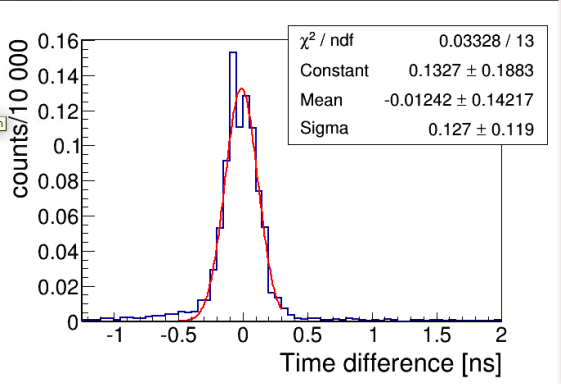 χ² / ndf 0.03328 / 13
Constant 0.1327 ± 0.1883
Mean -0.01242 ± 0.14217
Sigma 0.127 ± 0.119
counts/10 000
0.16
0.14
0.12
0.1
0.08
0.06
0.04
0.02
0
-1 -0.5 0 0.5 1 1.5 2
Time difference [ns]
n